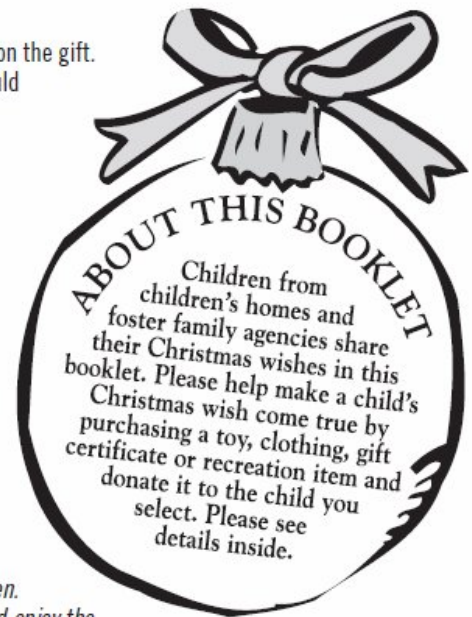 on the gift.
ABOUT THIS BOOKLET
Children from
children's homes and
foster family agencies share
their Christmas wishes in this
booklet. Please help make a child's
Christmas wish come true by
purchasing a toy, clothing, gift
certificate or recreation item and
donate it to the child you
select. Please see
details inside.
enjoy the